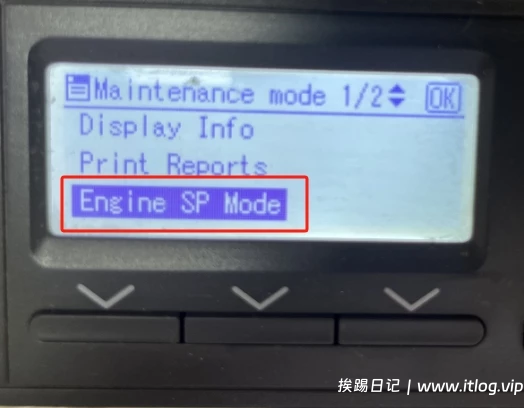 Maintenance mode 1/2 OK
Display Info
Print Reports
Engine SP Mode
挨踢日记 | www.itlog.vip